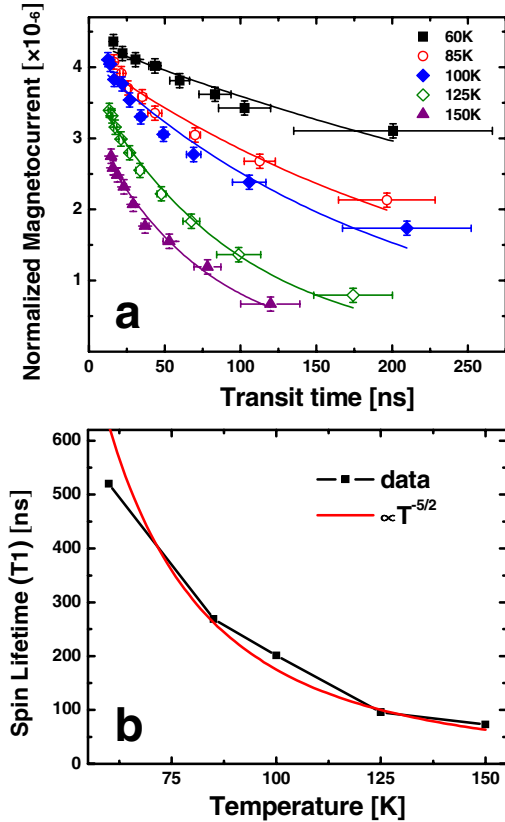 Normalized Magnetocurrent [×10⁻⁶]
4
3
2
1
60K
85K
100K
125K
150K
a
0 50 100 150 200 250
Transit time [ns]
Spin Lifetime (T1) [ns]
600
500
400
300
200
100
0
data
∝T⁻⁵/²
b
75 100 125 150
Temperature [K]